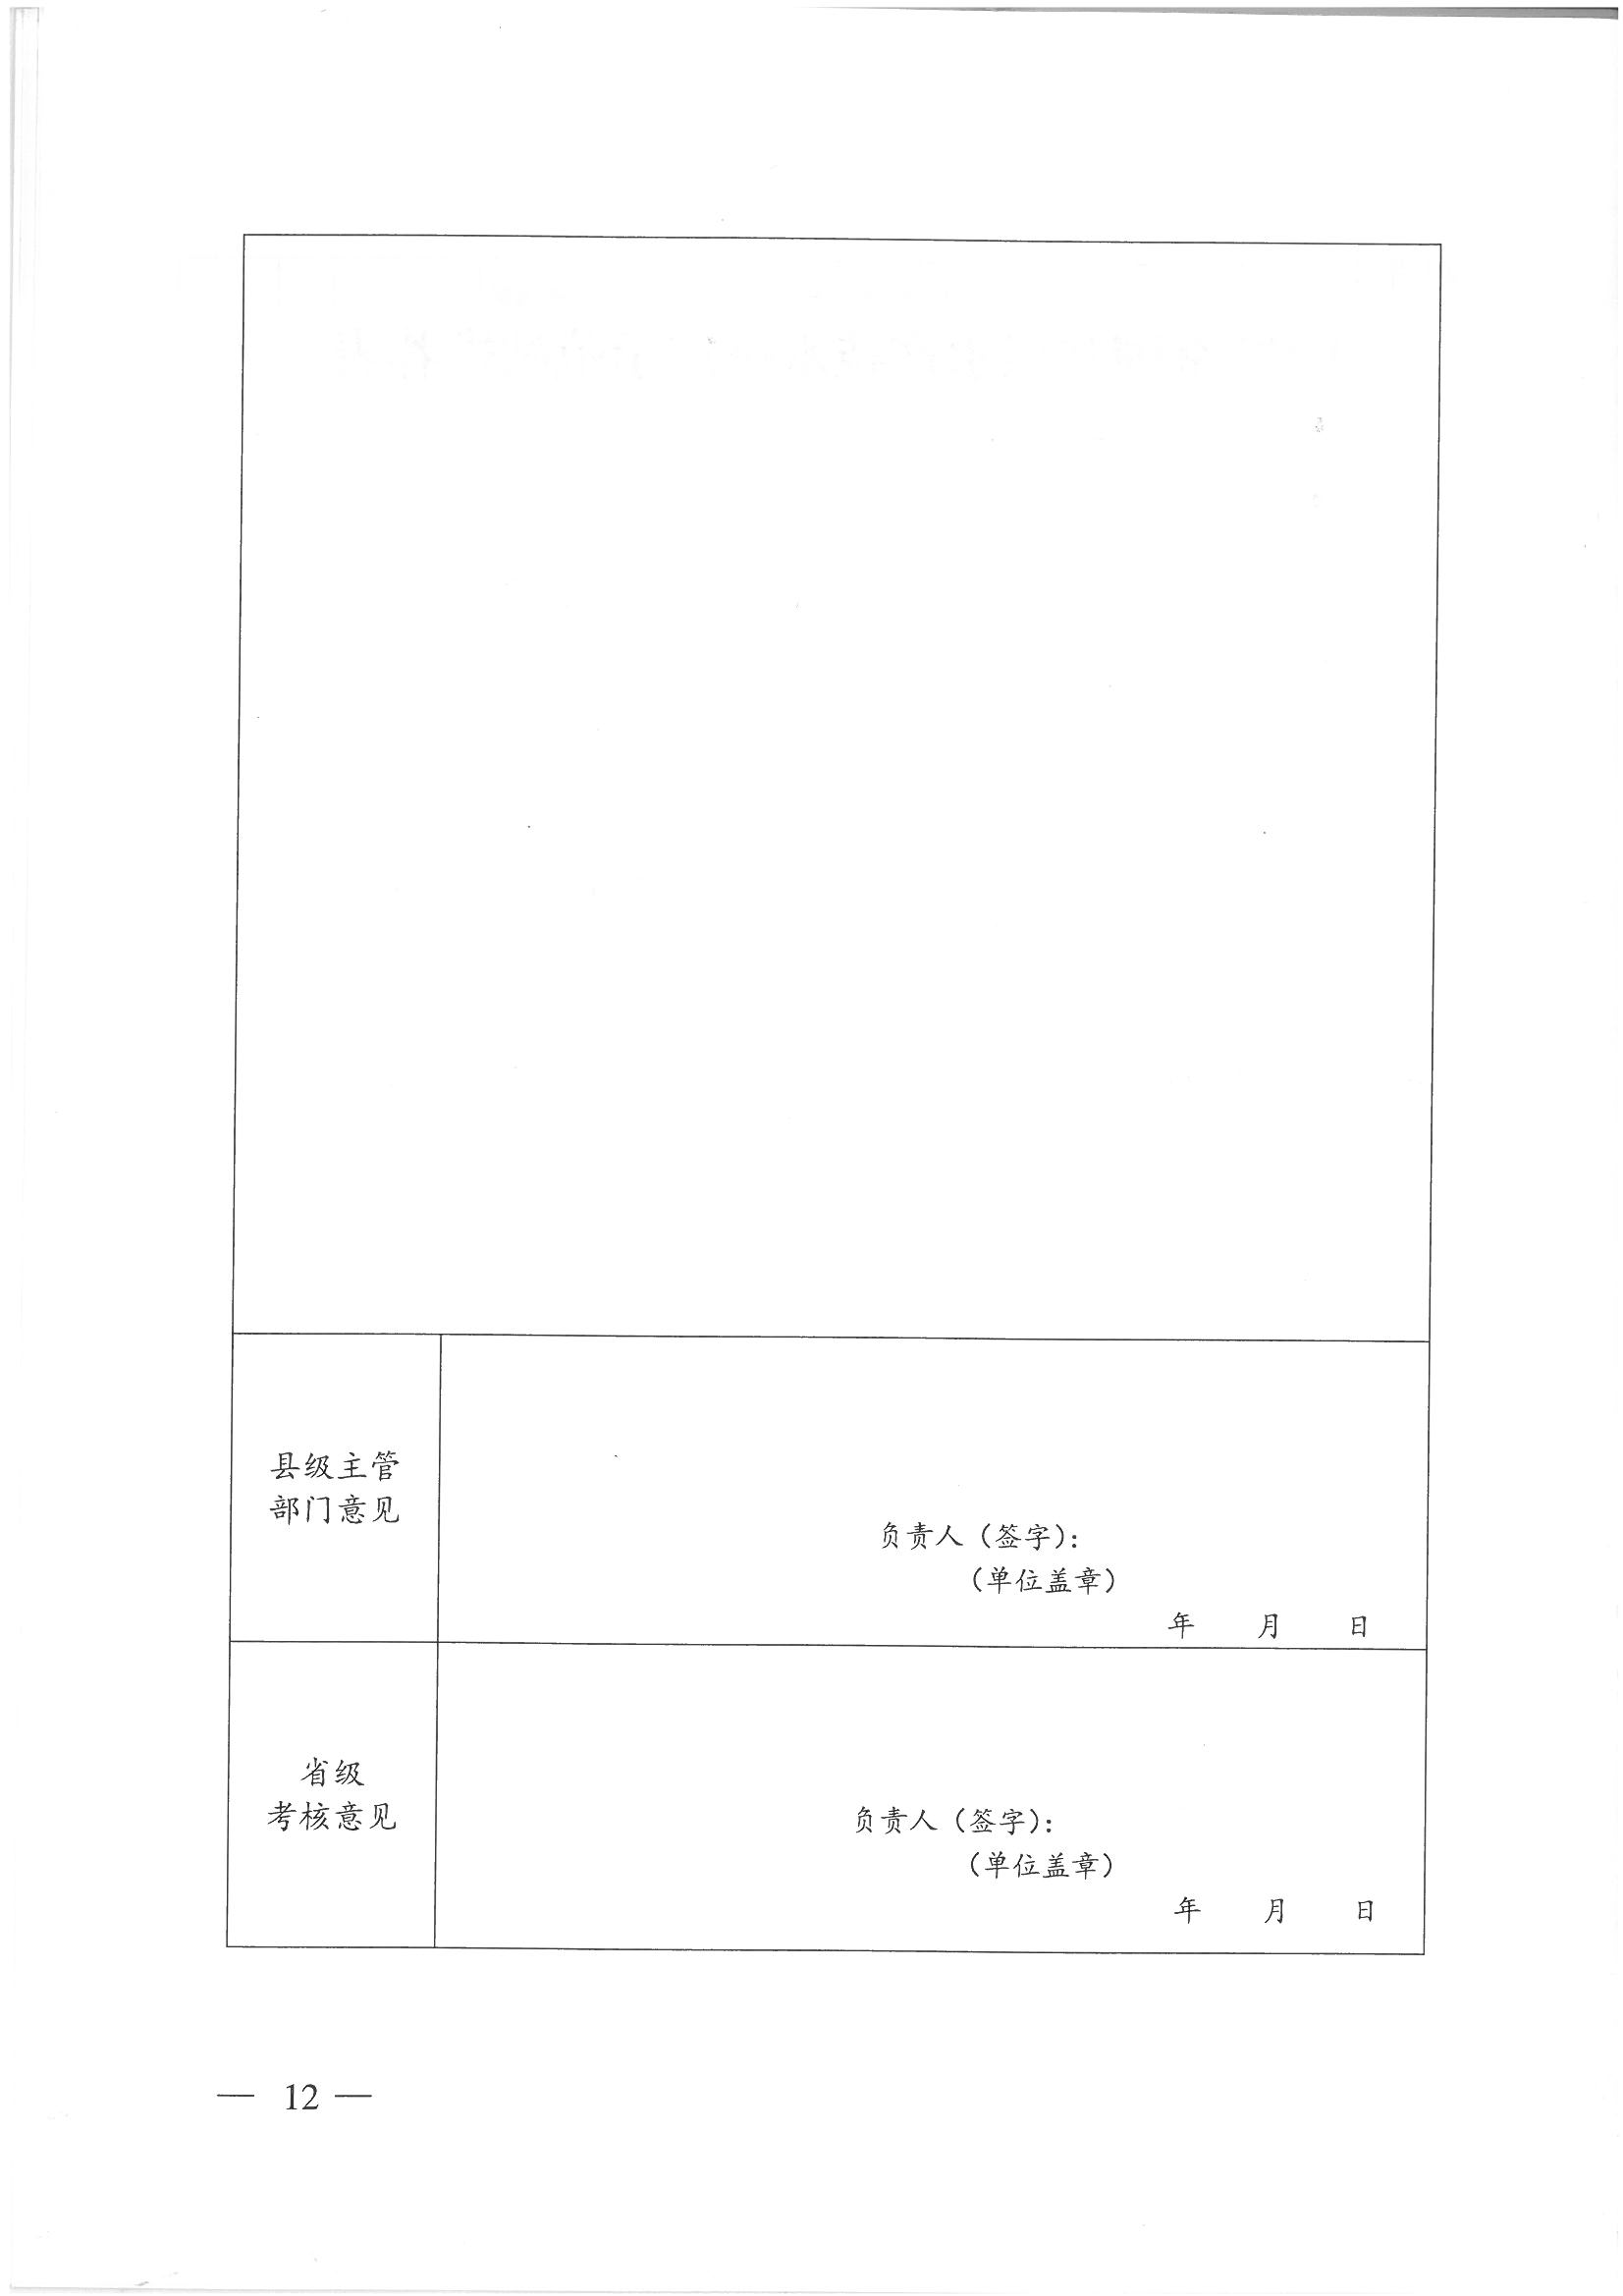 县级主管
部门意见
负责人（签字）：
（单位盖章）
年 月 日
省级
考核意见
负责人（签字）：
（单位盖章）
年 月 日
— 12 —